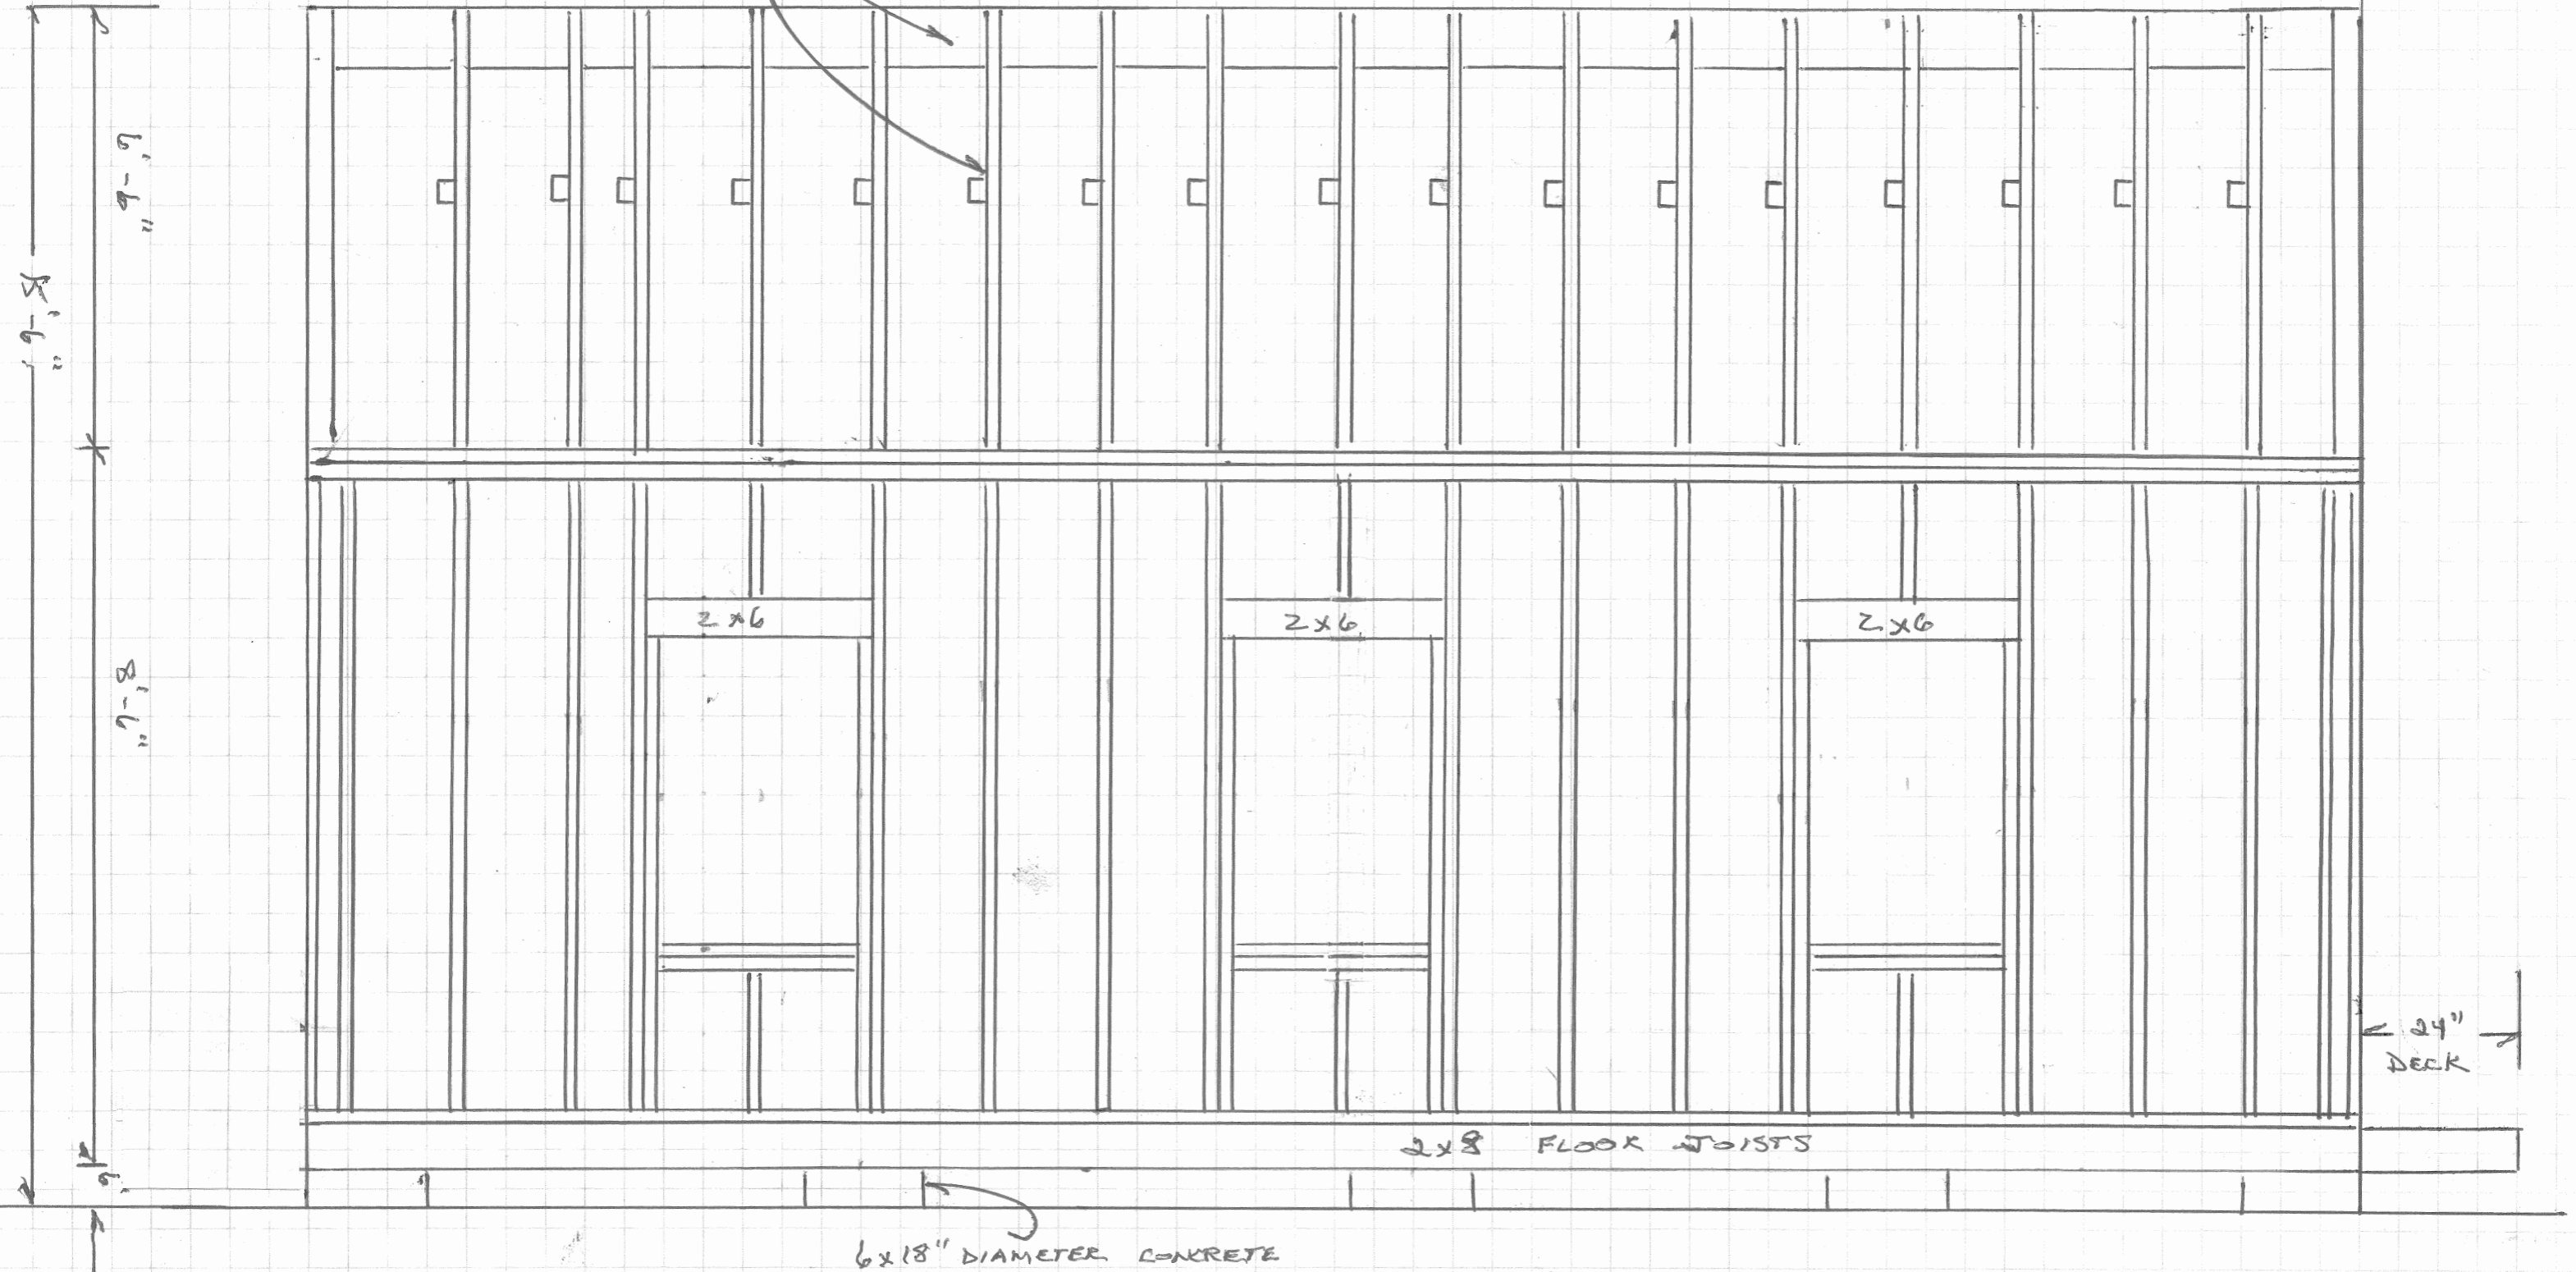 2x6 2x6 2x6
24"
DECK
2x8 FLOOR JOISTS
6x18" DIAMETER CONCRETE